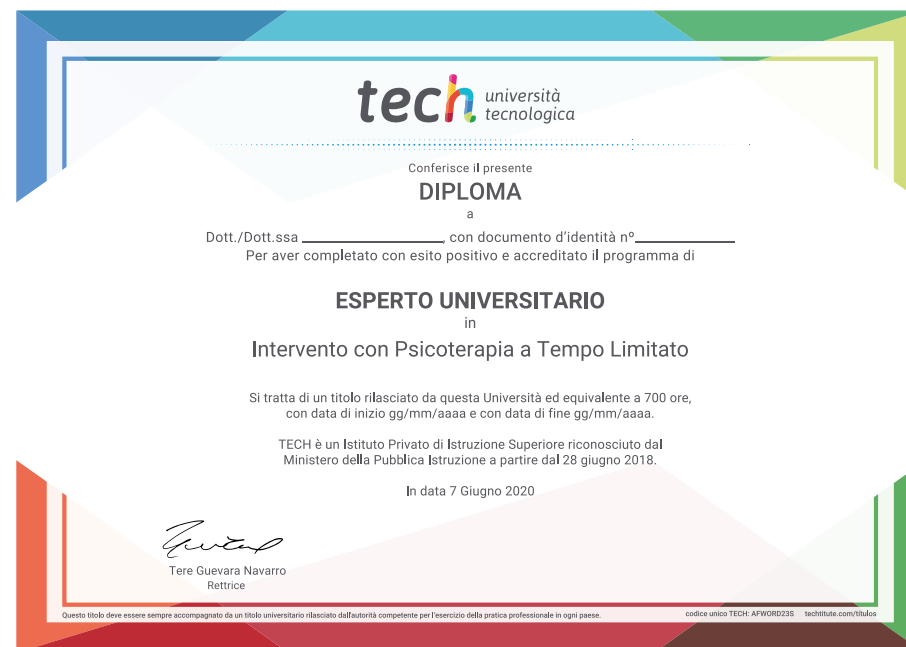 tech università
tecnologica
Conferisce il presente
DIPLOMA
a
Dott./Dott.ssa ____________________, con documento d'identità nº______________
Per aver completato con esito positivo e accreditato il programma di
ESPERTO UNIVERSITARIO
in
Intervento con Psicoterapia a Tempo Limitato
Si tratta di un titolo rilasciato da questa Università ed equivalente a 700 ore,
con data di inizio gg/mm/aaaa e con data di fine gg/mm/aaaa.
TECH è un Istituto Privato di Istruzione Superiore riconosciuto dal
Ministero della Pubblica Istruzione a partire dal 28 giugno 2018.
In data 7 Giugno 2020
Tere Guevara Navarro
Rettrice
Questo titolo deve essere sempre accompagnato da un titolo universitario rilasciato dall'autorità competente per l'esercizio della pratica professionale in ogni paese.
codice unico TECH: AFWORD23S techtitute.com/títulos